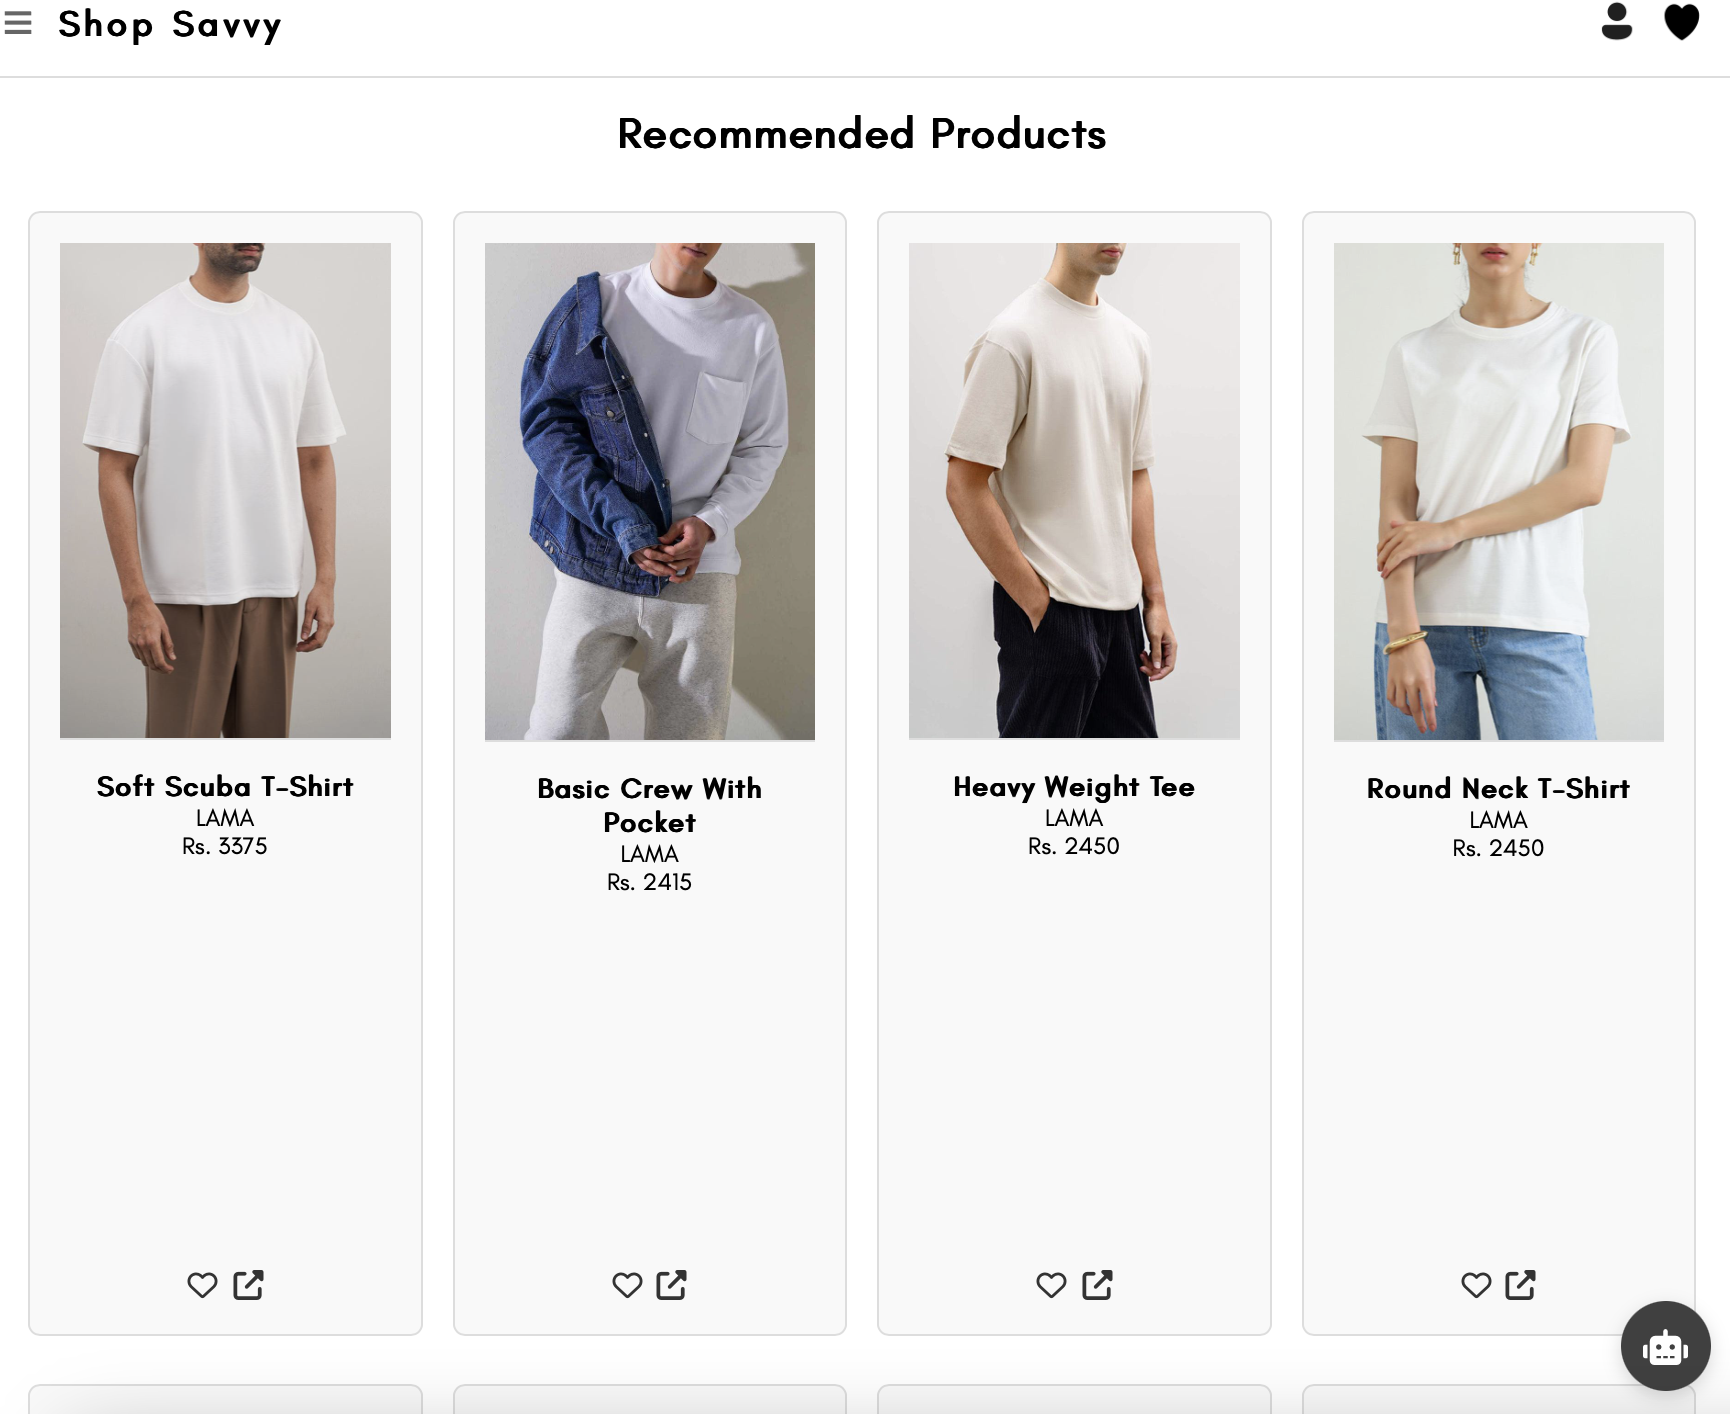 Shop Savvy
Recommended Products
Soft Scuba T-Shirt
LAMA
Rs. 3375
Basic Crew With
Pocket
LAMA
Rs. 2415
Heavy Weight Tee
LAMA
Rs. 2450
Round Neck T-Shirt
LAMA
Rs. 2450